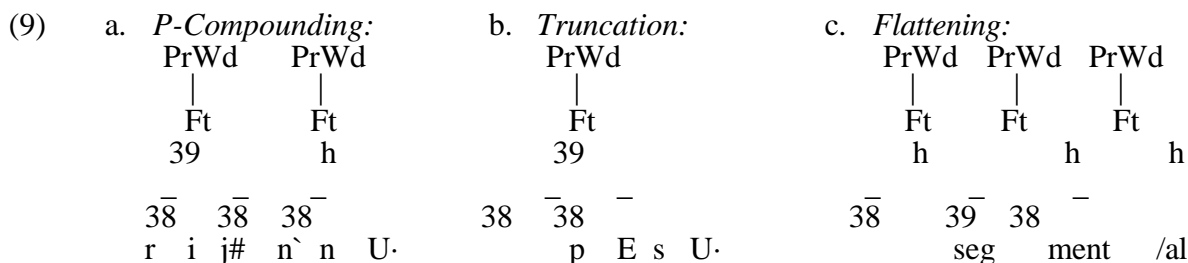 (9) a. P-Compounding: b. Truncation: c. Flattening:
PrWd PrWd PrWd PrWd PrWd PrWd
| | | | | |
Ft Ft Ft Ft Ft Ft
39 h 39 h h h
_ _ _ _ _ _ _ _
38 38 38 38 38 38 39 38
r i j# n` n U· p E s U· seg ment /al